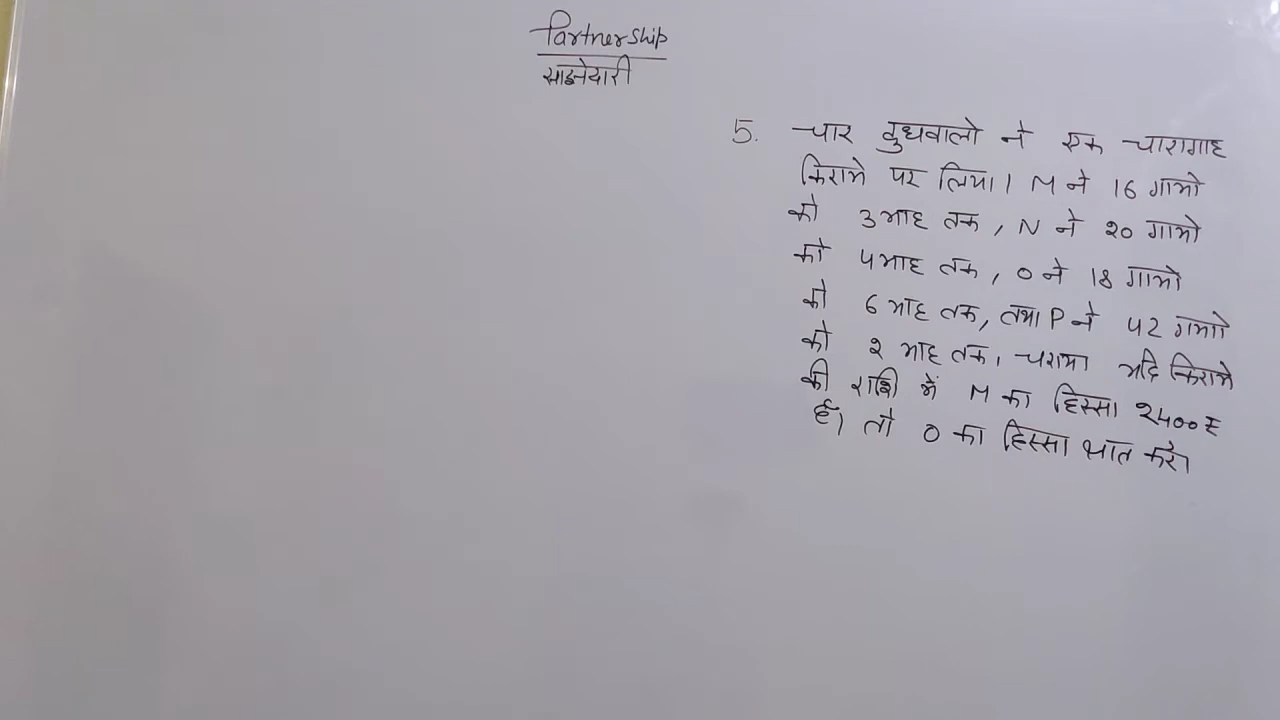 Partnership
साझेदारी
5. चार दुधवालो ने एक चारागाह
किराये पर लिया। M ने 16 गायो
को 3 माह तक, N ने 20 गायो
को 4 माह तक, O ने 18 गायो
को 6 माह तक, तथा P ने 42 गायो
को 2 माह तक। चराया यदि किराये
की राशि में M का हिस्सा 2400 ₹
है। तो O का हिस्सा ज्ञात करे।